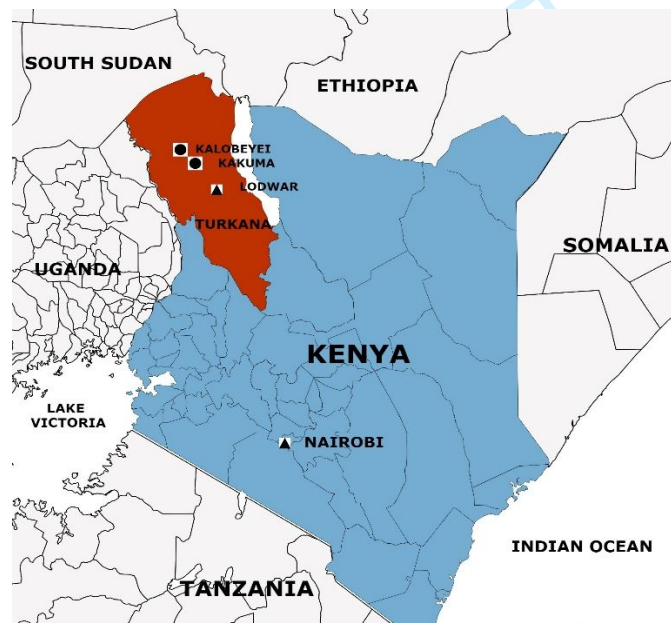 SOUTH SUDAN
ETHIOPIA
KALOBEYEI
KAKUMA
LODWAR
TURKANA
SOMALIA
UGANDA
KENYA
LAKE
VICTORIA
NAIROBI
INDIAN OCEAN
TANZANIA